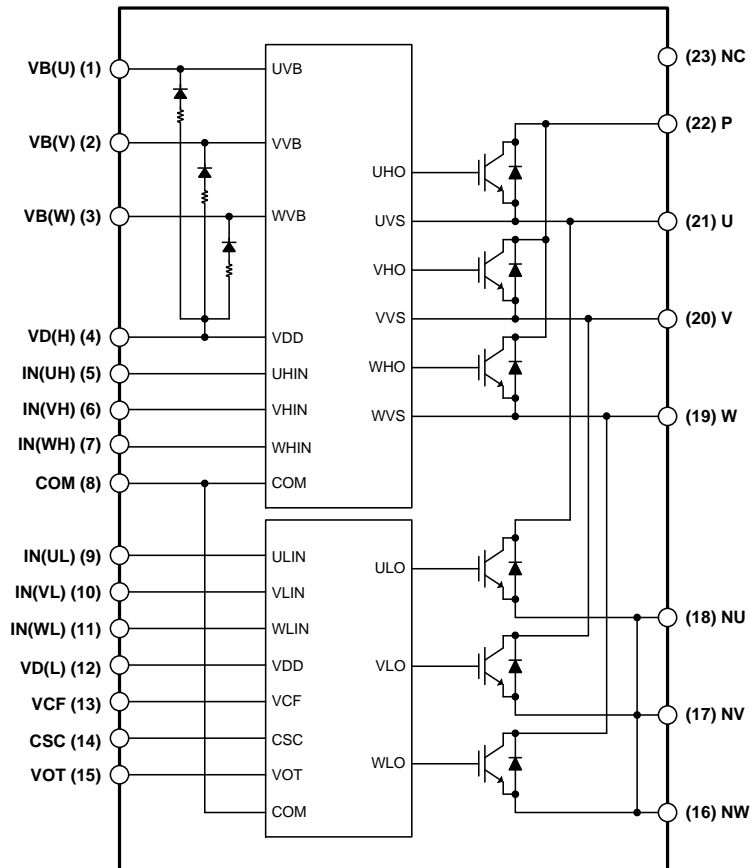 VB(U) (1)
VB(V) (2)
VB(W) (3)
VD(H) (4)
IN(UH) (5)
IN(VH) (6)
IN(WH) (7)
COM (8)
IN(UL) (9)
IN(VL) (10)
IN(WL) (11)
VD(L) (12)
VCF (13)
CSC (14)
VOT (15)
UVB
VVB
WVB
VDD
UHIN
VHIN
WHIN
COM
UHO
UVS
VHO
VVS
WHO
WVS
ULIN
VLIN
WLIN
VDD
VCF
CSC
VOT
COM
ULO
VLO
WLO
(23) NC
(22) P
(21) U
(20) V
(19) W
(18) NU
(17) NV
(16) NW